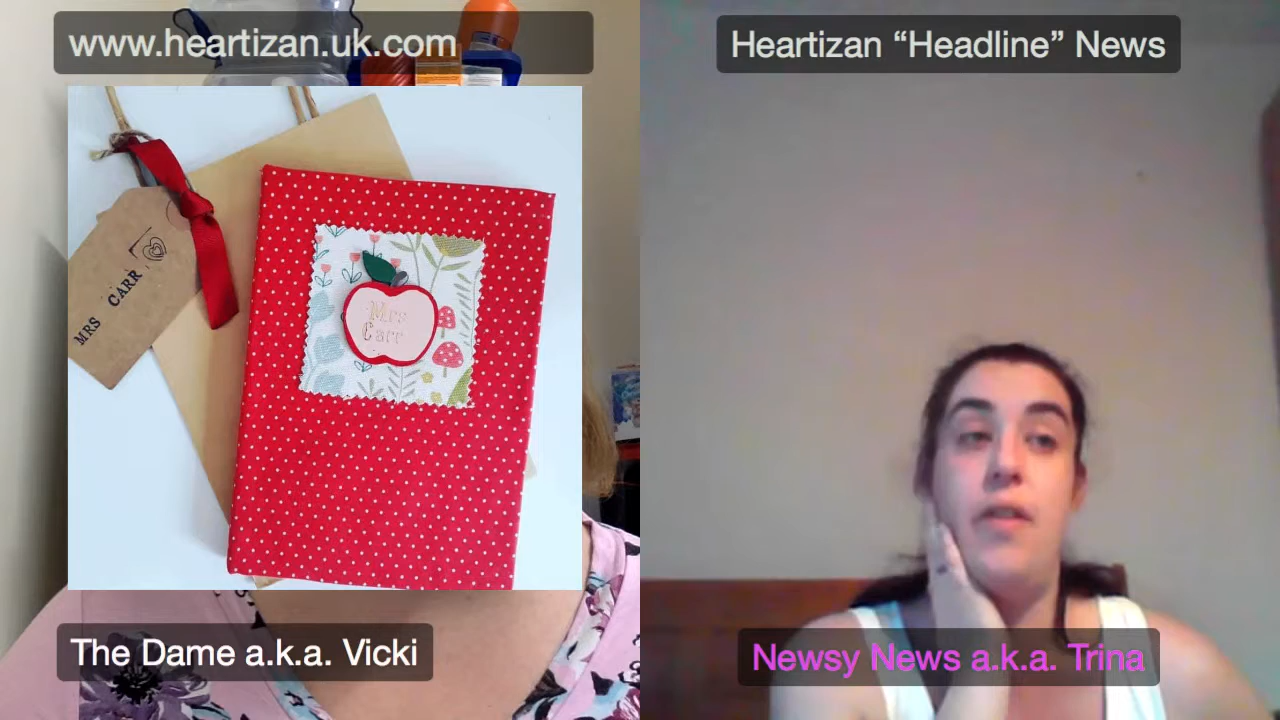 www.heartizan.uk.com
Heartizan “Headline” News
MRS CARR
Mrs
Carr
The Dame a.k.a. Vicki
Newsy News a.k.a. Trina